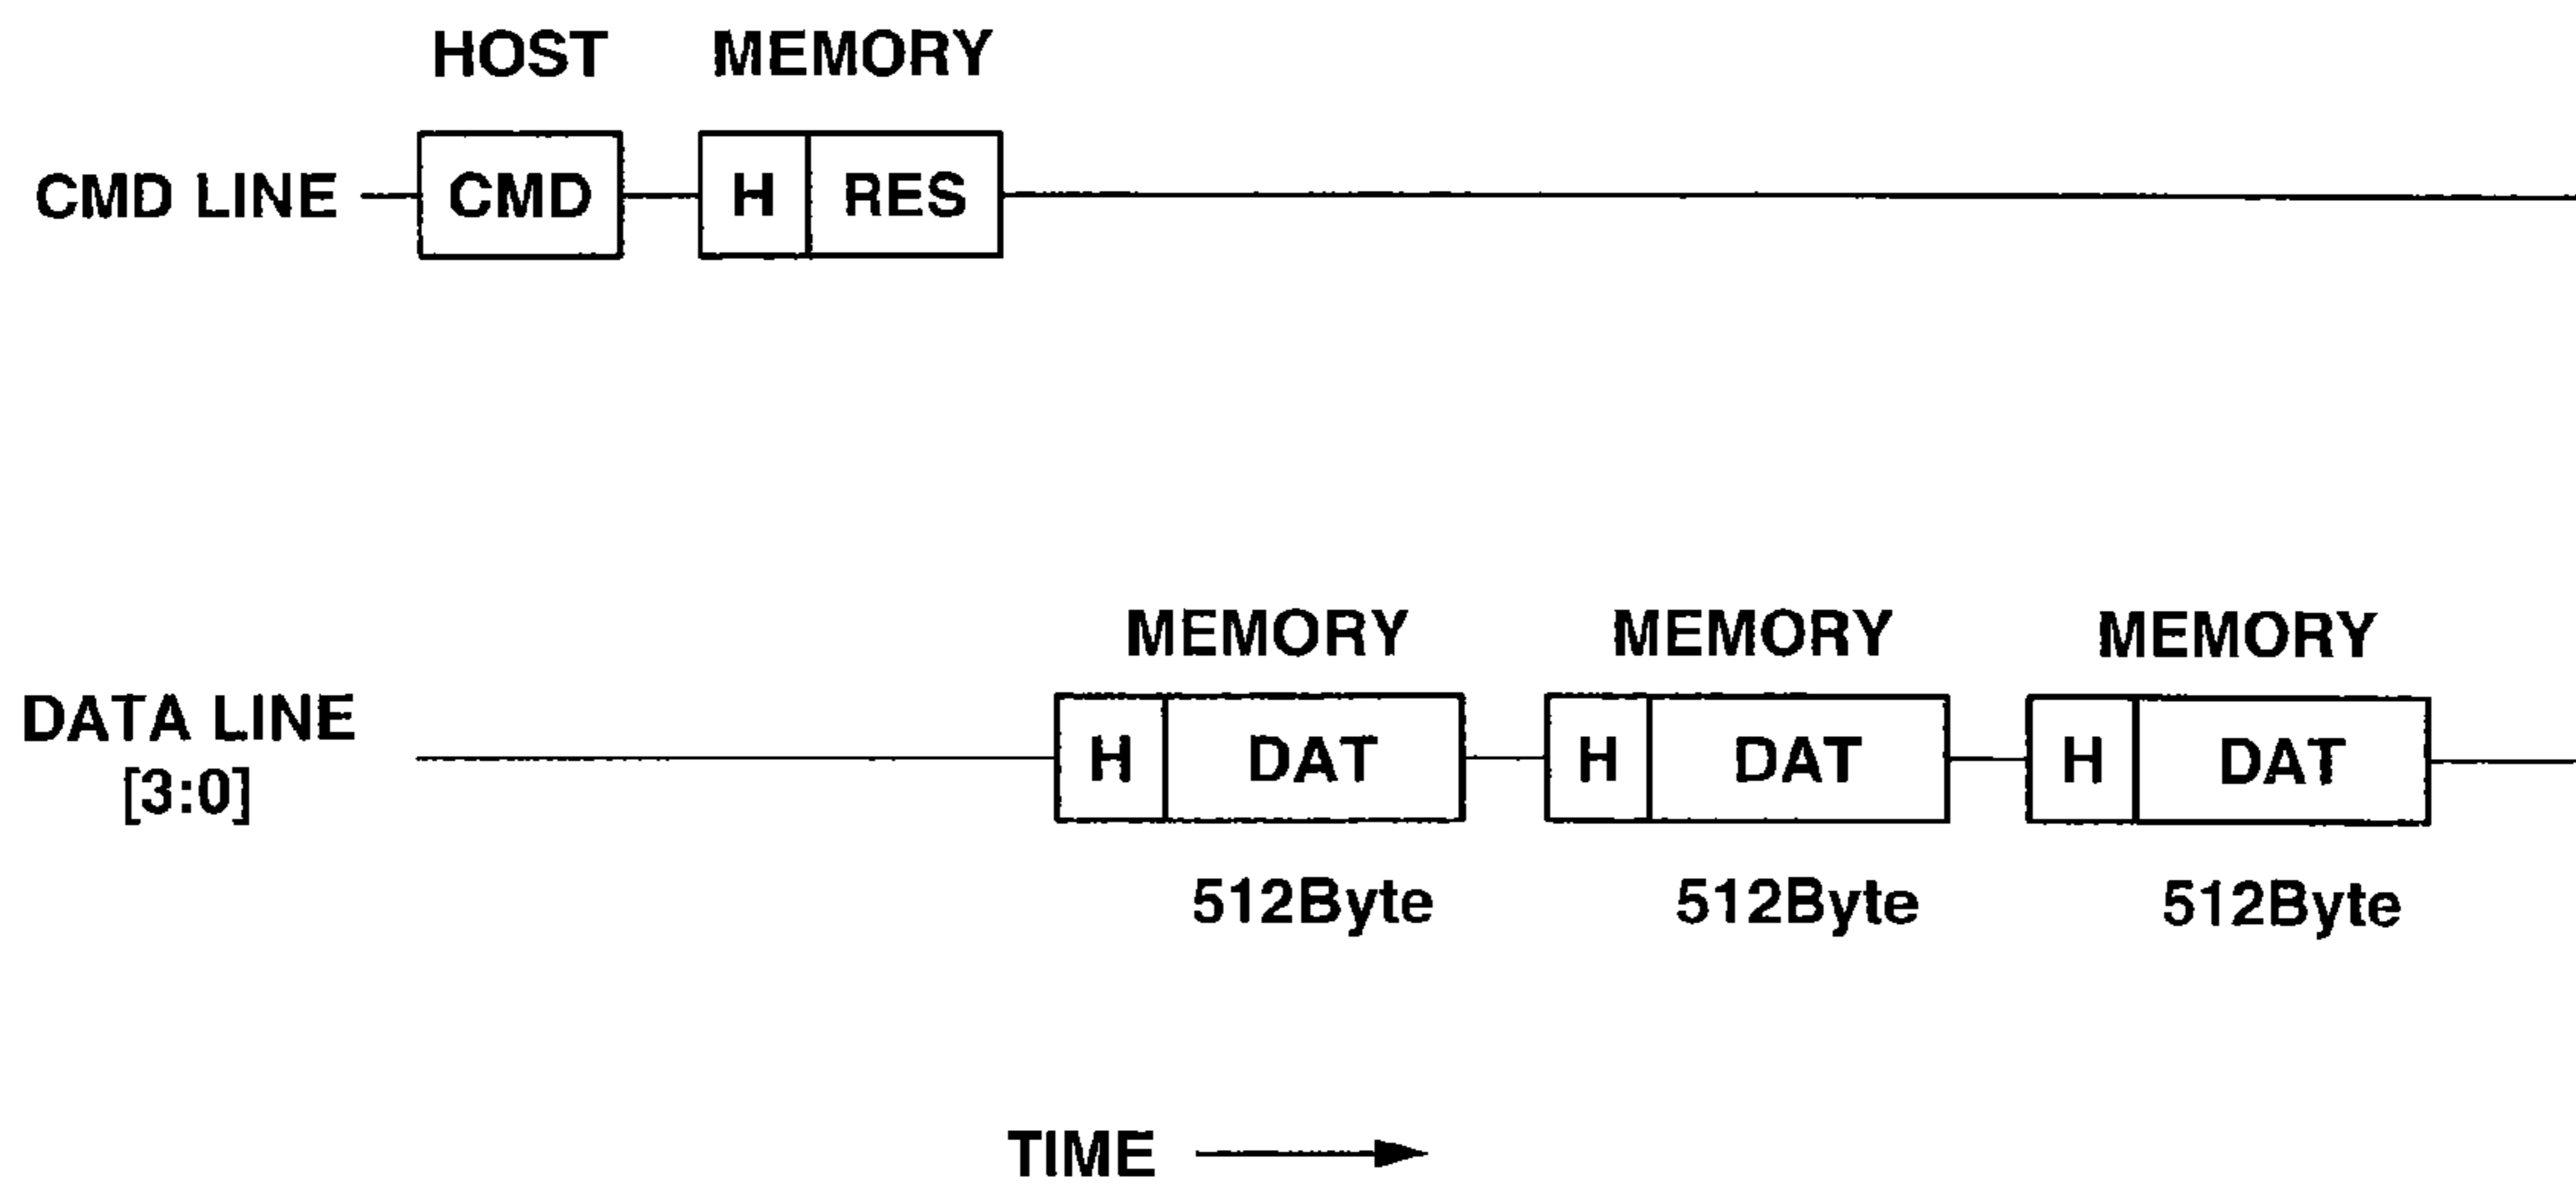 HOST MEMORY
CMD LINE CMD H RES
MEMORY MEMORY MEMORY
DATA LINE
[3:0]
H DAT H DAT H DAT
512Byte 512Byte 512Byte
TIME